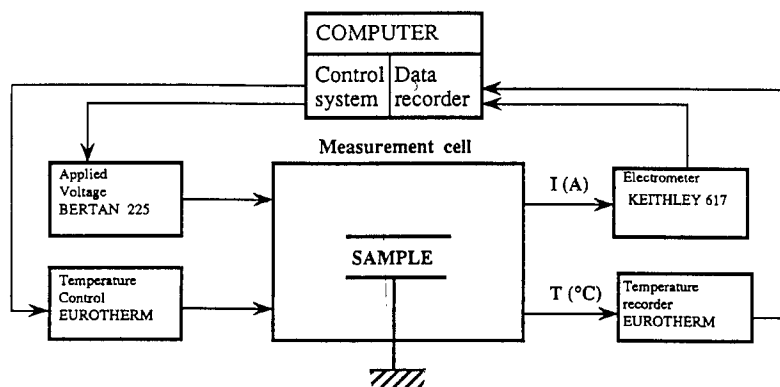 COMPUTER
Control system
Data recorder
Measurement cell
Applied
Voltage
BERTAN 225
I (A)
Electrometer
KEITHLEY 617
SAMPLE
Temperature
Control
EUROTHERM
T (°C)
Temperature
recorder
EUROTHERM